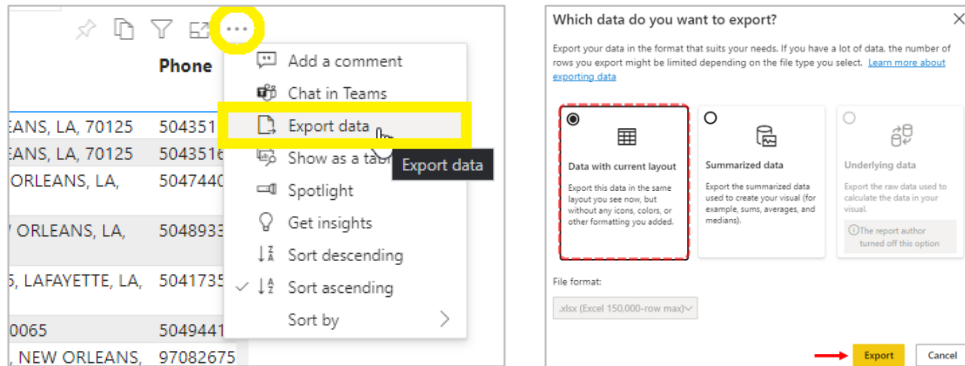 Phone
EANS, LA, 70125 504351
EANS, LA, 70125 504351
ORLEANS, LA, 504744
ORLEANS, LA, 504893
, LAFAYETTE, LA, 504173
0065 504944
, NEW ORLEANS, 97082675
Add a comment
Chat in Teams
Export data
Show as a
Export data
Spotlight
Get insights
Sort descending
Sort ascending
Sort by
Which data do you want to export?
Export your data in the format that suits your needs. If you have a lot of data, the number of
rows you export might be limited depending on the file type you select. Learn more about
exporting data
Data with current layout
Export this data in the same
layout you see now, but
without any icons, colors, or
other formatting you added.
Summarized data
Export the summarized data
used to create your visual (for
example, sums, averages, and
medians).
Underlying data
Export the raw data used to
calculate the data in your
visual.
The report author
turned off this option
File format:
.xlsx (Excel 150,000-row max)
Export
Cancel